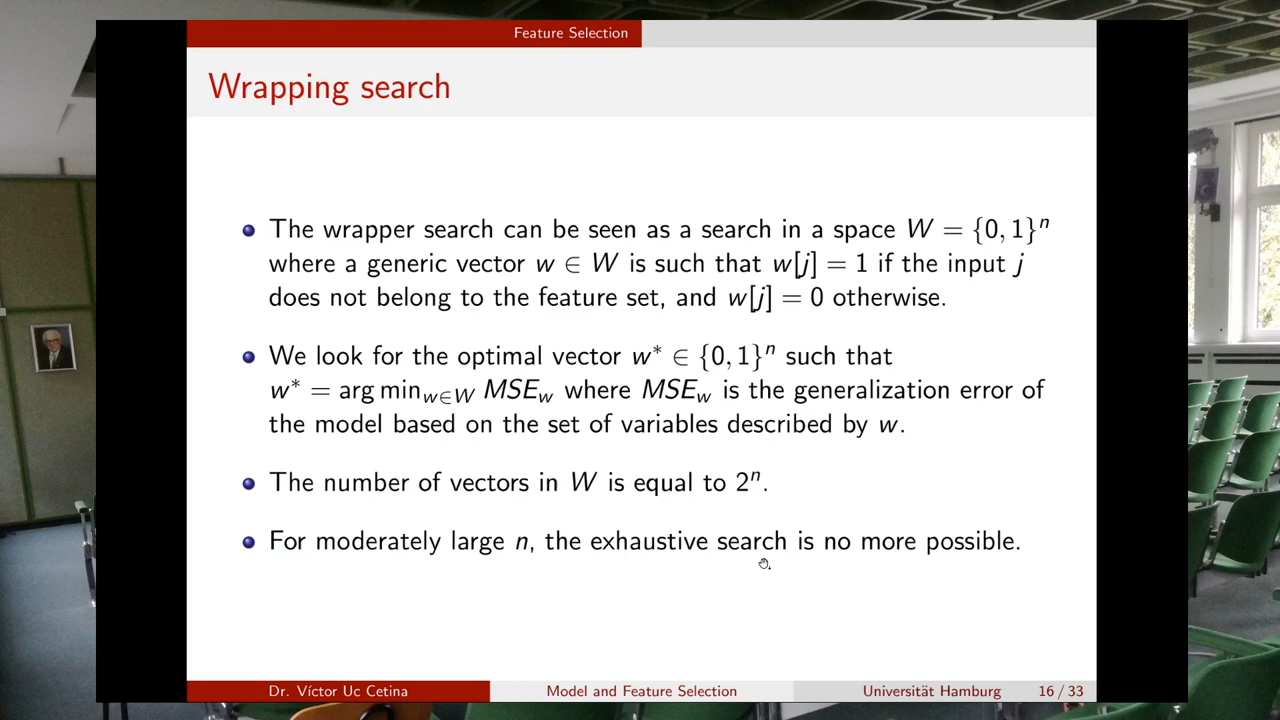 Feature Selection
Wrapping search
The wrapper search can be seen as a search in a space W = {0, 1}ⁿ
where a generic vector w ∈ W is such that w[j] = 1 if the input j
does not belong to the feature set, and w[j] = 0 otherwise.
We look for the optimal vector w* ∈ {0, 1}ⁿ such that
w* = arg min_{w∈W} MSE_w where MSE_w is the generalization error of
the model based on the set of variables described by w.
The number of vectors in W is equal to 2ⁿ.
For moderately large n, the exhaustive search is no more possible.
Dr. Víctor Uc Cetina Model and Feature Selection Universität Hamburg 16 / 33